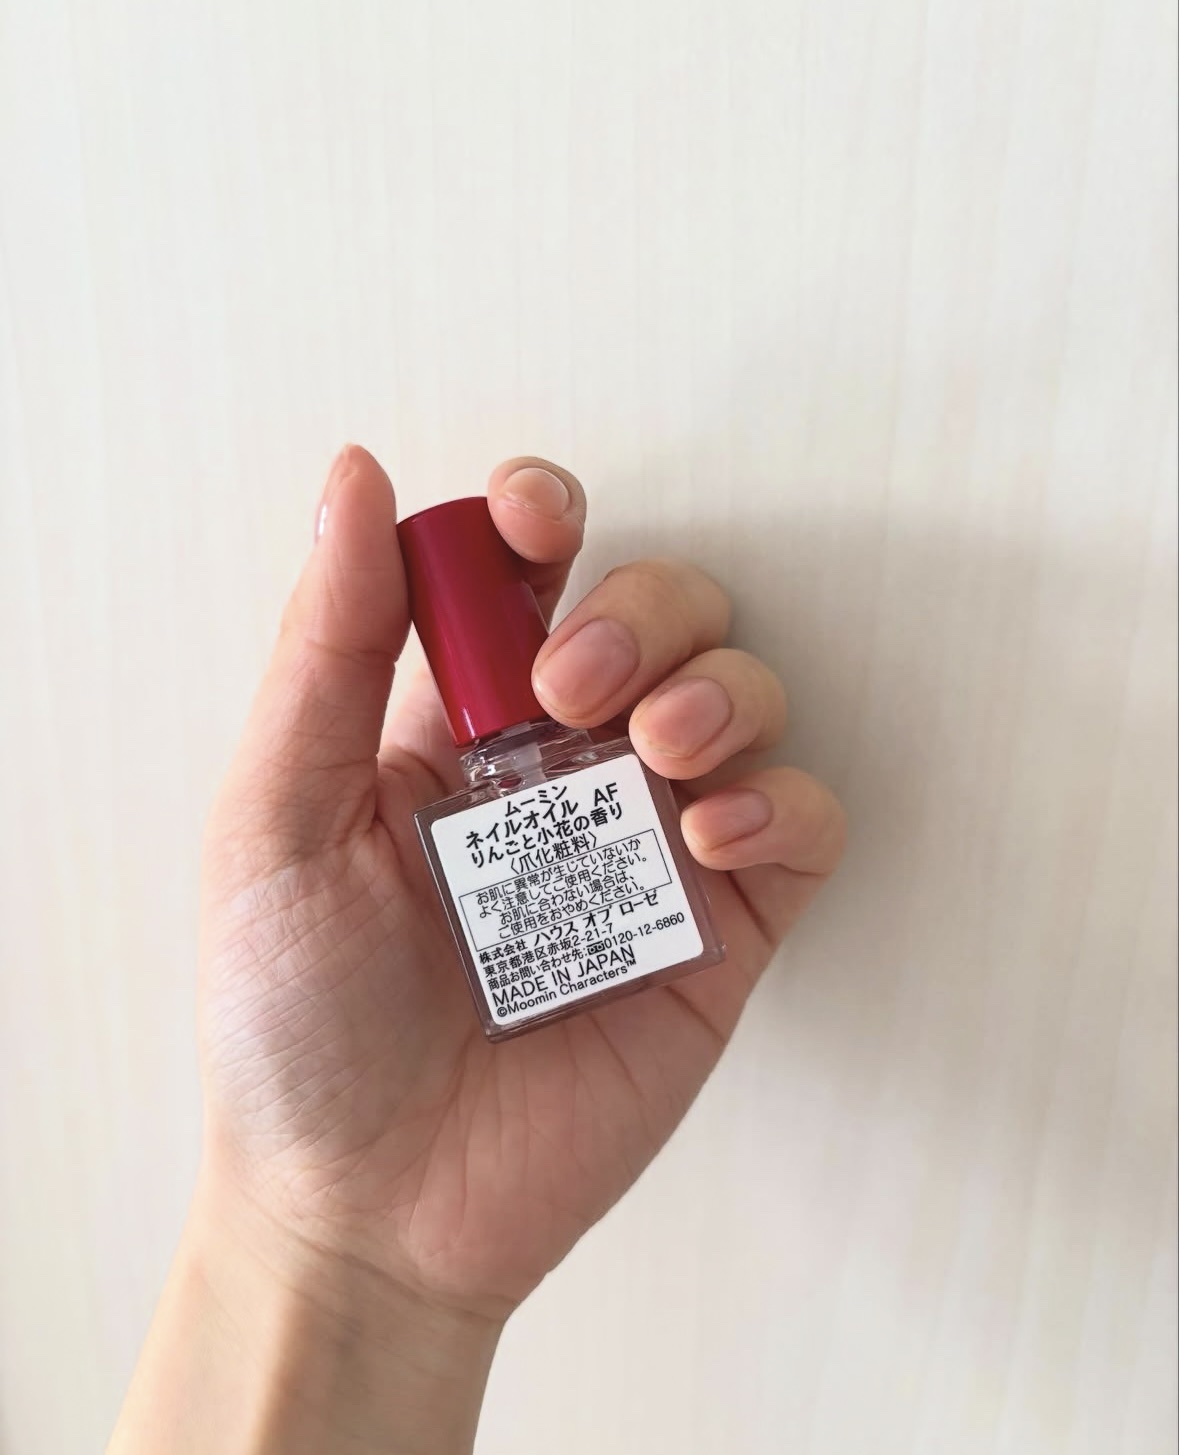 ムーミン
ネイルオイル AF
りんごと小花の香り
〈爪化粧料〉
お肌に異常が生じていないか
よく注意してご使用ください。
お肌に合わない場合は、
ご使用をおやめください。
株式会社 ハウス オブ ローゼ
東京都港区赤坂2-21-7
商品お問い合わせ先:0120-12-6860
MADE IN JAPAN
©Moomin Characters™